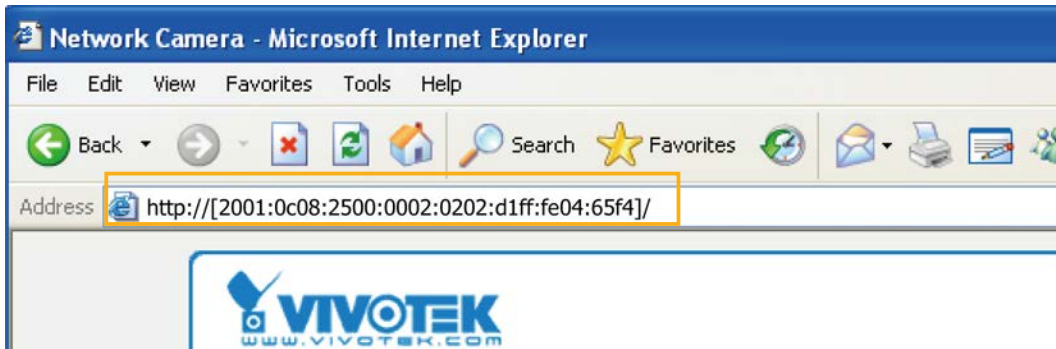 Network Camera - Microsoft Internet Explorer
File Edit View Favorites Tools Help
Back Search Favorites
Address http://[2001:0c08:2500:0002:0202:d1ff:fe04:65f4]/
VIVOTEK
www.vivotek.com